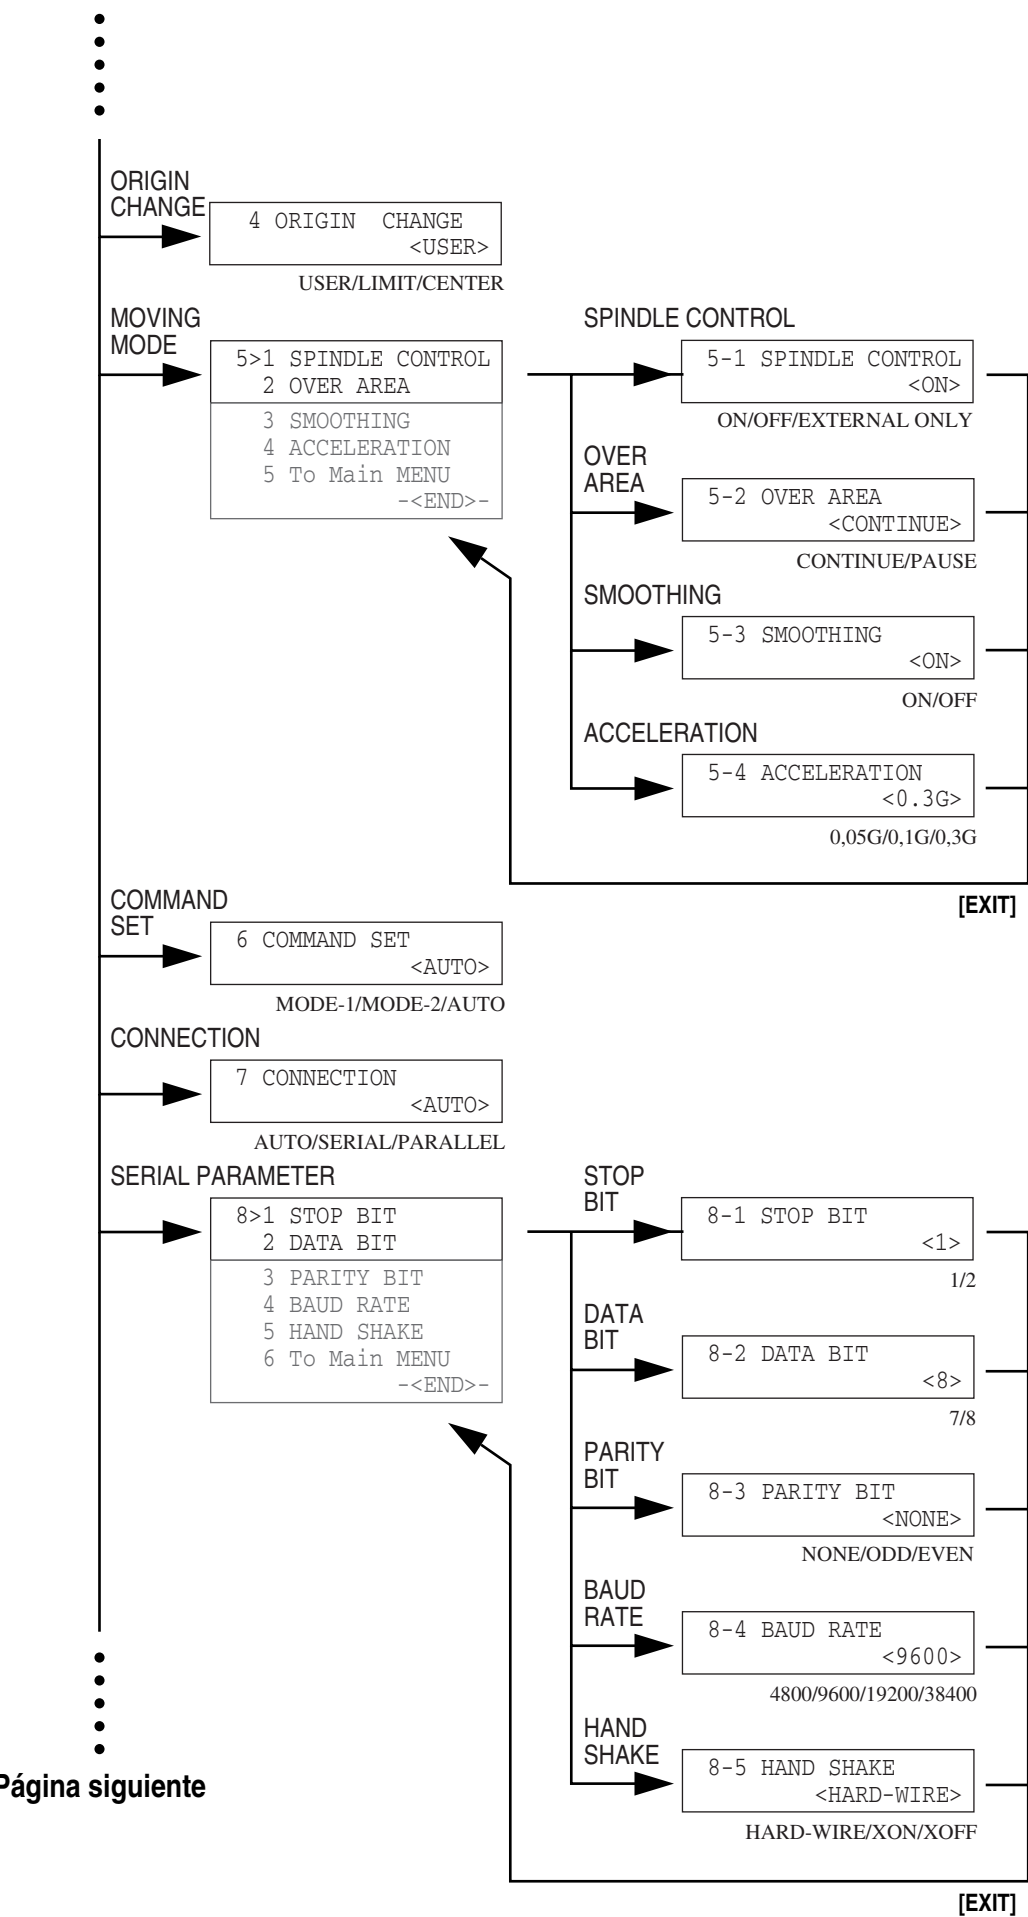 ORIGIN
CHANGE
4 ORIGIN CHANGE
<USER>
USER/LIMIT/CENTER
MOVING
MODE
5>1 SPINDLE CONTROL
2 OVER AREA
3 SMOOTHING
4 ACCELERATION
5 To Main MENU
-<END>-
SPINDLE CONTROL
5-1 SPINDLE CONTROL
<ON>
ON/OFF/EXTERNAL ONLY
OVER
AREA
5-2 OVER AREA
<CONTINUE>
CONTINUE/PAUSE
SMOOTHING
5-3 SMOOTHING
<ON>
ON/OFF
ACCELERATION
5-4 ACCELERATION
<0.3G>
0,05G/0,1G/0,3G
[EXIT]
COMMAND
SET
6 COMMAND SET
<AUTO>
MODE-1/MODE-2/AUTO
CONNECTION
7 CONNECTION
<AUTO>
AUTO/SERIAL/PARALLEL
SERIAL PARAMETER
8>1 STOP BIT
2 DATA BIT
3 PARITY BIT
4 BAUD RATE
5 HAND SHAKE
6 To Main MENU
-<END>-
STOP
BIT
8-1 STOP BIT
<1>
1/2
DATA
BIT
8-2 DATA BIT
<8>
7/8
PARITY
BIT
8-3 PARITY BIT
<NONE>
NONE/ODD/EVEN
BAUD
RATE
8-4 BAUD RATE
<9600>
4800/9600/19200/38400
HAND
SHAKE
8-5 HAND SHAKE
<HARD-WIRE>
HARD-WIRE/XON/XOFF
[EXIT]
Página siguiente